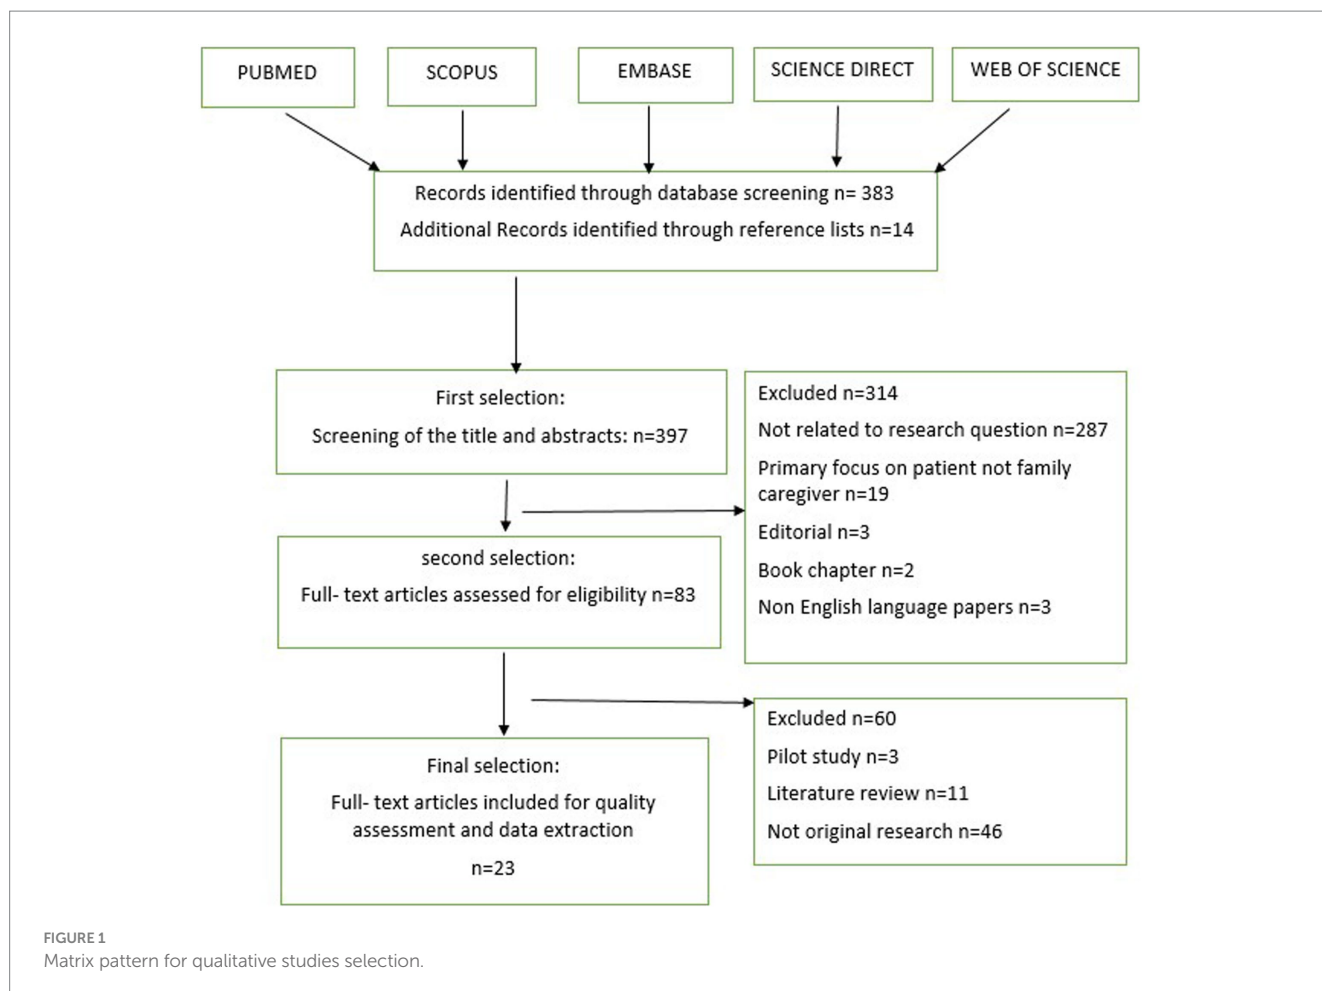 PUBMED
SCOPUS
EMBASE
SCIENCE DIRECT
WEB OF SCIENCE
Records identified through database screening n= 383
Additional Records identified through reference lists n=14
First selection:
Screening of the title and abstracts: n=397
Excluded n=314
Not related to research question n=287
Primary focus on patient not family
caregiver n=19
Editorial n=3
Book chapter n=2
Non English language papers n=3
second selection:
Full- text articles assessed for eligibility n=83
Excluded n=60
Pilot study n=3
Literature review n=11
Not original research n=46
Final selection:
Full- text articles included for quality
assessment and data extraction
n=23
FIGURE 1
Matrix pattern for qualitative studies selection.